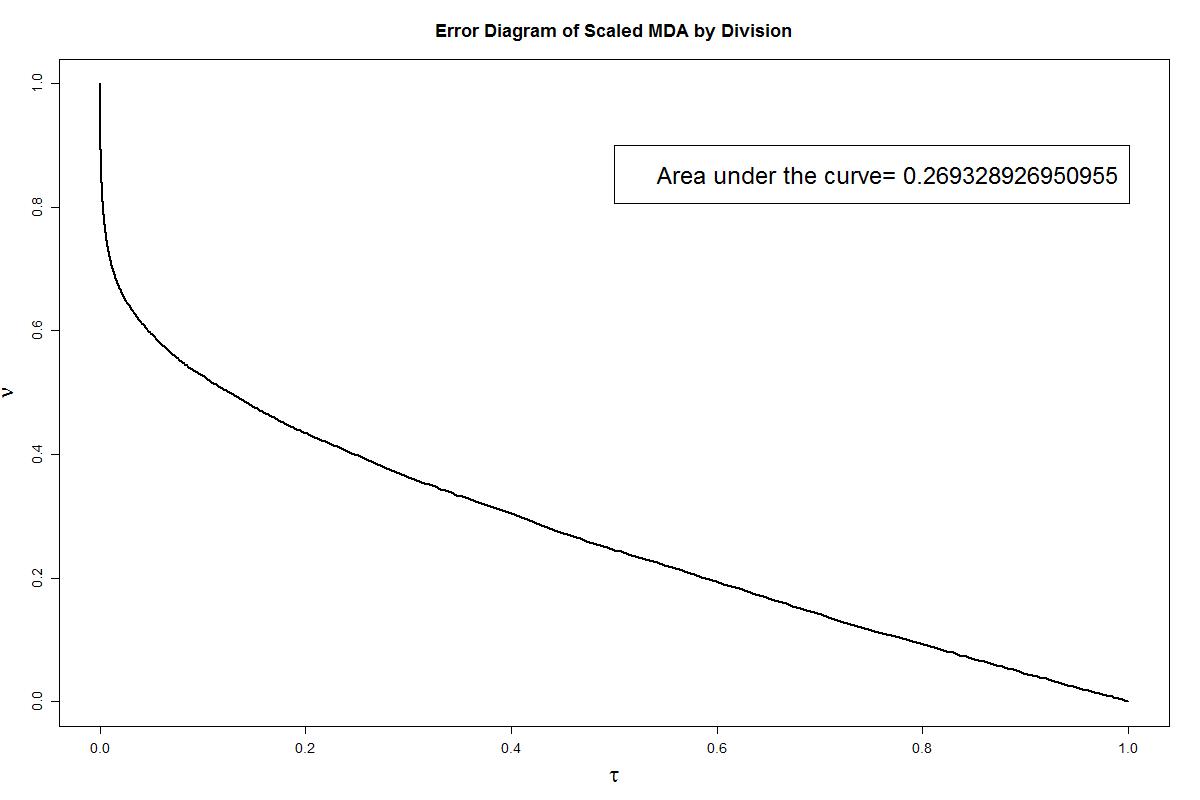 Error Diagram of Scaled MDA by Division
Area under the curve= 0.269328926950955
1.0
0.8
0.6
0.4
0.2
0.0
ν
0.0 0.2 0.4 0.6 0.8 1.0
τ